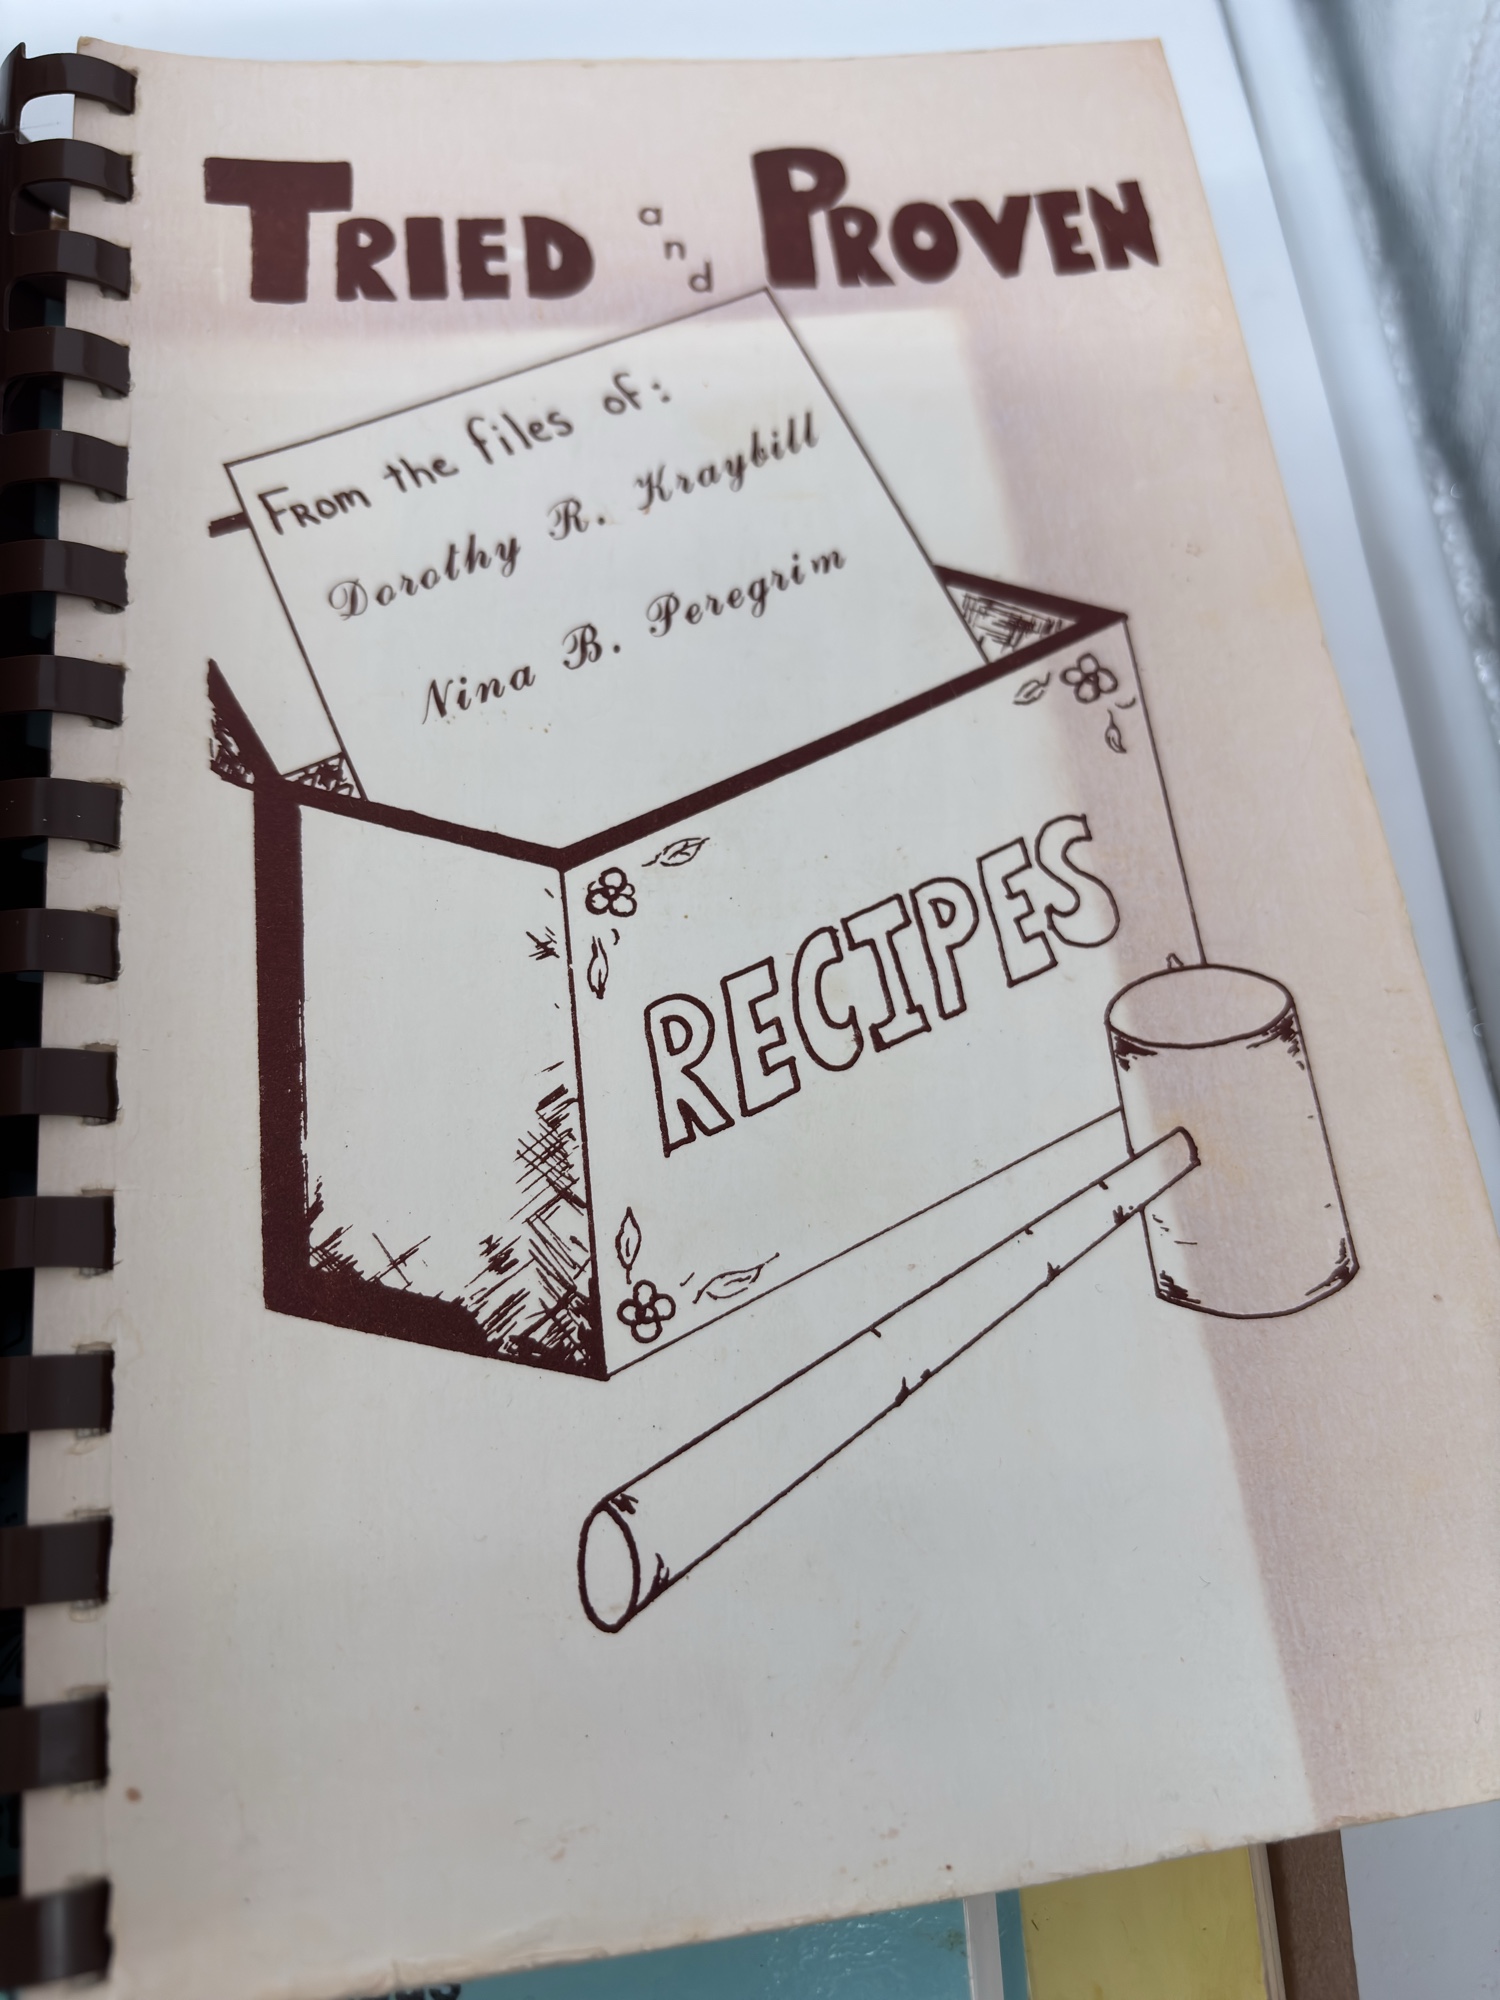 TRIED and PROVEN
From the files of:
Dorothy R. Kraybill
Nina B. Peregrim
RECIPES